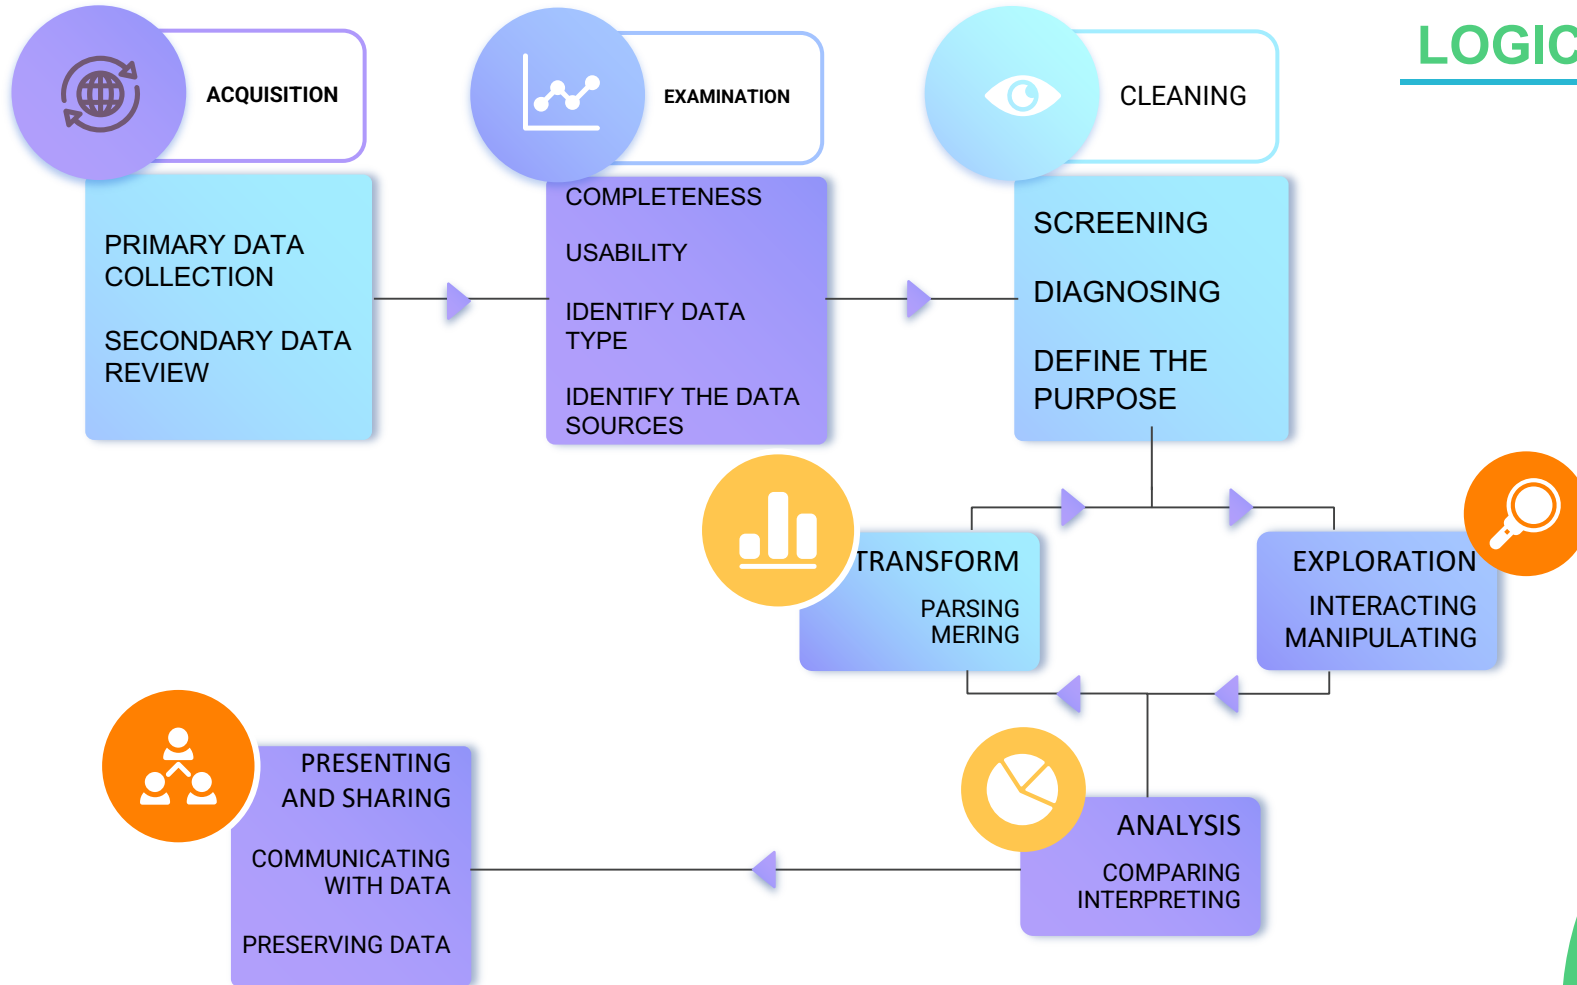 LOGIC
ACQUISITION
PRIMARY DATA
COLLECTION
SECONDARY DATA
REVIEW
EXAMINATION
COMPLETENESS
USABILITY
IDENTIFY DATA
TYPE
IDENTIFY THE DATA
SOURCES
CLEANING
SCREENING
DIAGNOSING
DEFINE THE
PURPOSE
TRANSFORM
PARSING
MERING
EXPLORATION
INTERACTING
MANIPULATING
ANALYSIS
COMPARING
INTERPRETING
PRESENTING
AND SHARING
COMMUNICATING
WITH DATA
PRESERVING DATA